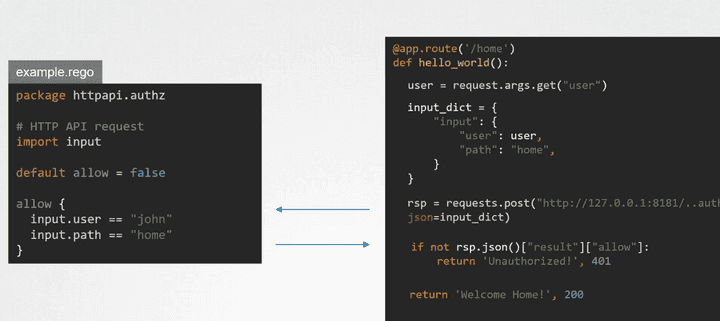 example.rego
package httpapi.authz
# HTTP API request
import input
default allow = false
allow {
  input.user == "john"
  input.path == "home"
}
@app.route('/home')
def hello_world():
  user = request.args.get("user")
  input_dict = {
      "input": {
          "user": user,
          "path": "home",
      }
  }
  rsp = requests.post("http://127.0.0.1:8181/..auth
  json=input_dict)
  if not rsp.json()["result"]["allow"]:
      return 'Unauthorized!', 401
  return 'Welcome Home!', 200